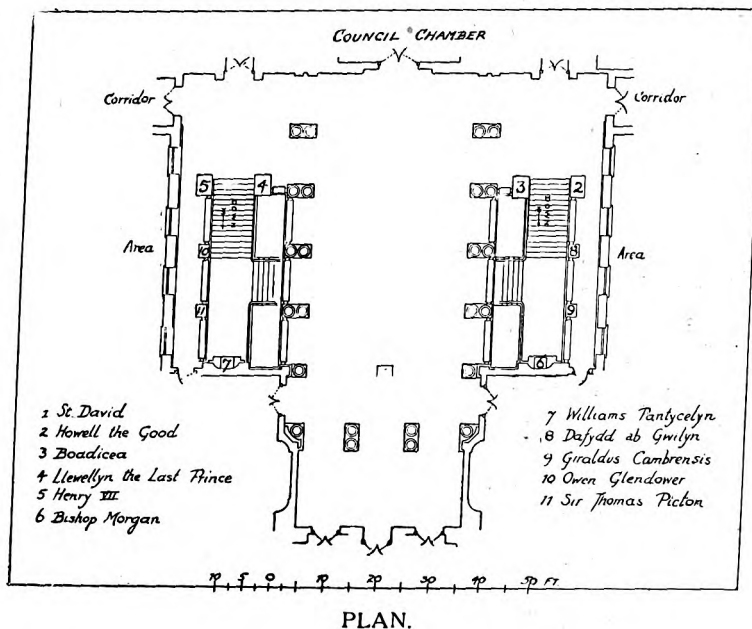 COUNCIL CHAMBER
Corridor
Corridor
5
4
3
2
DOWN
DOWN
Area
10
8
Area
11
9
7
6
1 St. David
2 Howell the Good
3 Boadicea
4 Llewellyn the Last Prince
5 Henry VII
6 Bishop Morgan
7 Williams Pantycelyn
8 Dafydd ab Gwilyn
9 Giraldus Cambrensis
10 Owen Glendower
11 Sir Thomas Picton
10 5 0 10 20 30 40 50 FT.
PLAN.